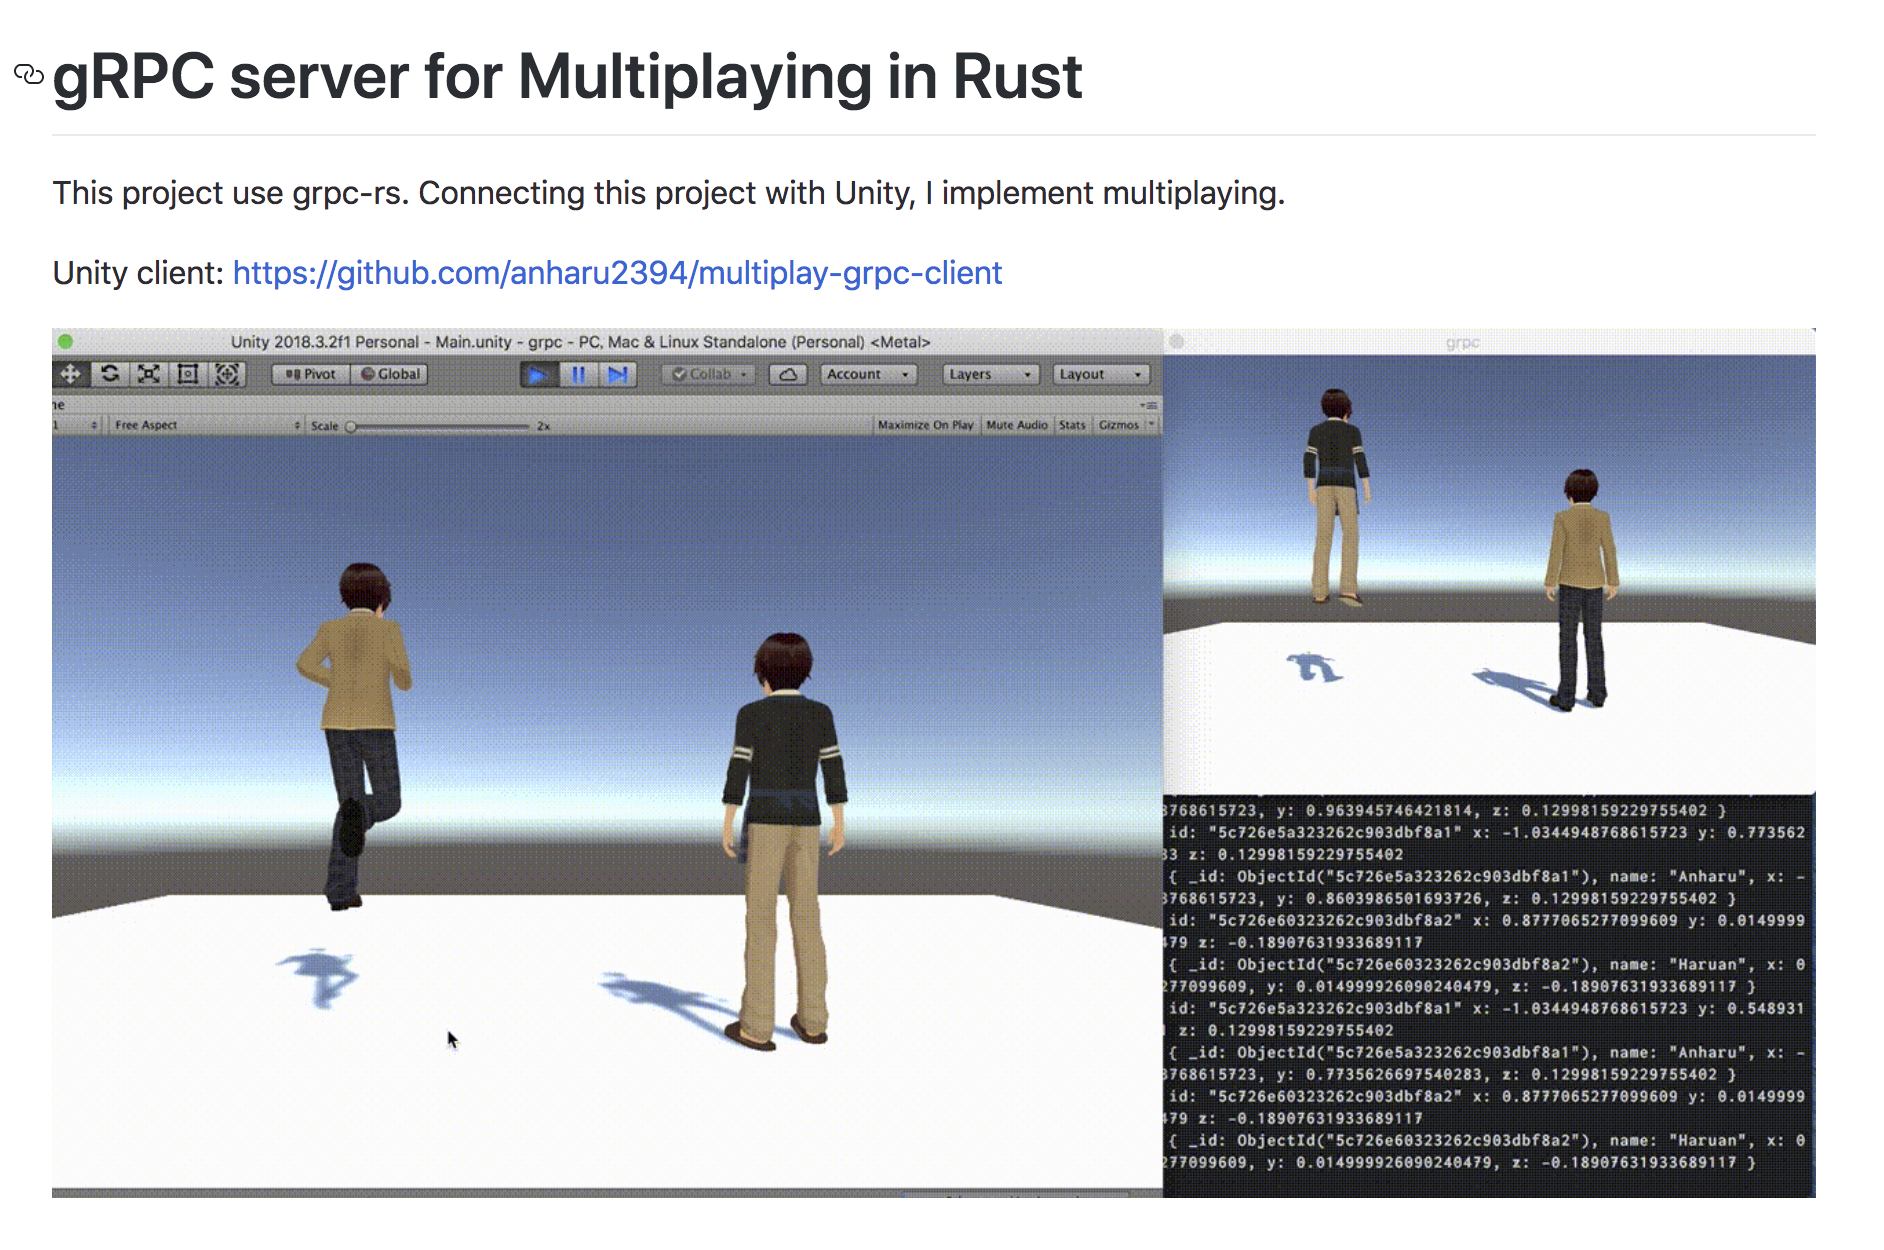 gRPC server for Multiplaying in Rust
This project use grpc-rs. Connecting this project with Unity, I implement multiplaying.
Unity client: https://github.com/anharu2394/multiplay-grpc-client
Unity 2018.3.2f1 Personal - Main.unity - grpc - PC, Mac & Linux Standalone (Personal) <Metal>
Pivot Global Collab Account Layers Layout
ne
1 Free Aspect Scale 2x Maximize On Play Mute Audio Stats Gizmos
grpc
3768615723, y: 0.963945746421814, z: 0.12998159229755402 }
id: "5c726e5a323262c903dbf8a1" x: -1.0344948768615723 y: 0.773562
33 z: 0.12998159229755402
{ _id: ObjectId("5c726e5a323262c903dbf8a1"), name: "Anharu", x: -
3768615723, y: 0.8603986501693726, z: 0.12998159229755402 }
id: "5c726e60323262c903dbf8a2" x: 0.8777065277099609 y: 0.0149999
479 z: -0.18907631933689117
{ _id: ObjectId("5c726e60323262c903dbf8a2"), name: "Haruan", x: 0
277099609, y: 0.014999926090240479, z: -0.18907631933689117 }
id: "5c726e5a323262c903dbf8a1" x: -1.0344948768615723 y: 0.548931
z: 0.12998159229755402
{ _id: ObjectId("5c726e5a323262c903dbf8a1"), name: "Anharu", x: -
3768615723, y: 0.7735626697540283, z: 0.12998159229755402 }
id: "5c726e60323262c903dbf8a2" x: 0.8777065277099609 y: 0.0149999
479 z: -0.18907631933689117
{ _id: ObjectId("5c726e60323262c903dbf8a2"), name: "Haruan", x: 0
277099609, y: 0.014999926090240479, z: -0.18907631933689117 }